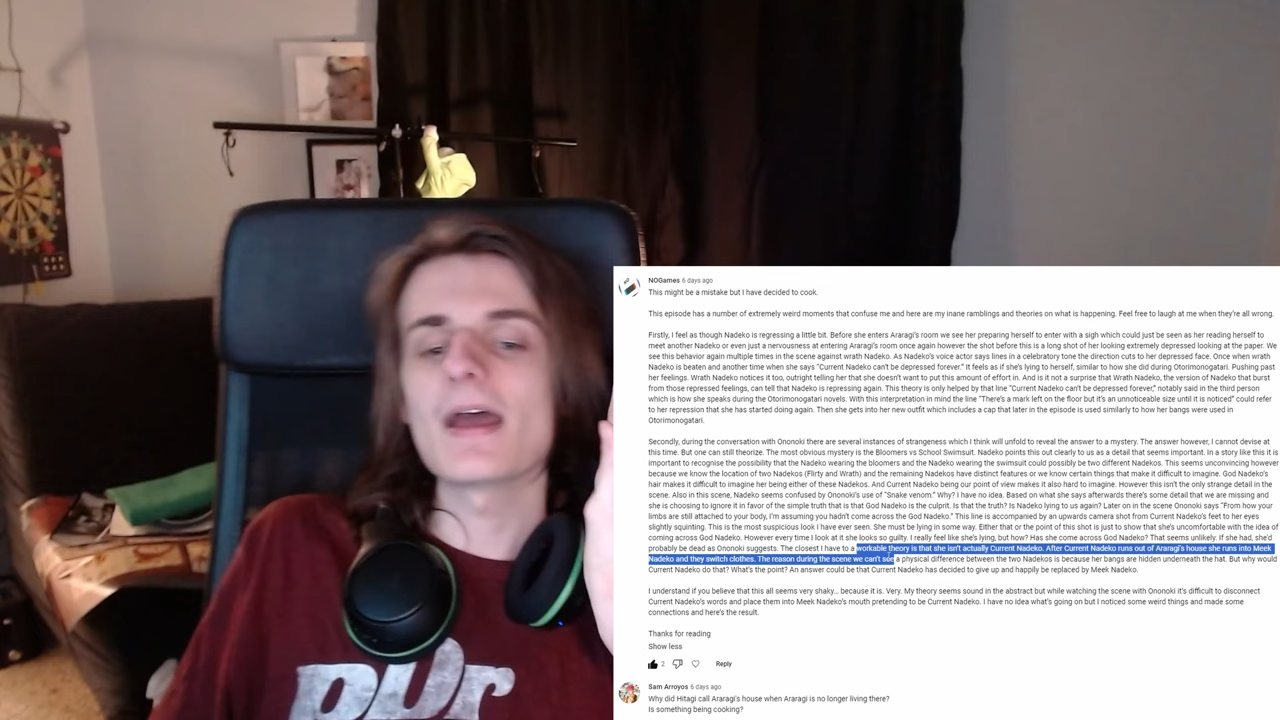 NOGames 6 days ago
This might be a mistake but I have decided to cook.
This episode has a number of extremely weird moments that confuse me and here are my inane ramblings and theories on what is happening. Feel free to laugh at me when they're all wrong.
Firstly, I feel as though Nadeko is regressing a little bit. Before she enters Araragi's room we see her preparing herself to enter with a sigh which could just be seen as her reading herself to
meet another Nadeko or even just a nervousness at entering Araragi's room once again however the shot before this is a long shot of her looking extremely depressed looking at the paper. We
see this behavior again multiple times in the scene against wrath Nadeko. As Nadeko's voice actor says lines in a celebratory tone the direction cuts to her depressed face. Once when wrath
Nadeko is beaten and another time when she says "Current Nadeko can't be depressed forever." It feels as if she's lying to herself, similar to how she did during Otorimonogatari. Pushing past
her feelings. Wrath Nadeko notices it too, outright telling her that she doesn't want to put this amount of effort in. And is it not a surprise that Wrath Nadeko, the version of Nadeko that burst
from those repressed feelings, can tell that Nadeko is repressing again. This theory is only helped by that line "Current Nadeko can't be depressed forever," notably said in the third person
which is how she speaks during the Otorimonogatari novels. With this interpretation in mind the line "There's a mark left on the floor but it's an unnoticeable size until it is noticed" could refer
to her repression that she has started doing again. Then she gets into her new outfit which includes a cap that later in the episode is used similarly to how her bangs were used in
Otorimonogatari.
Secondly, during the conversation with Ononoki there are several instances of strangeness which I think will unfold to reveal the answer to a mystery. The answer however, I cannot devise at
this time. But one can still theorize. The most obvious mystery is the Bloomers vs School Swimsuit. Nadeko points this out clearly to us as a detail that seems important. In a story like this it is
important to recognise the possibility that the Nadeko wearing the bloomers and the Nadeko wearing the swimsuit could possibly be two different Nadekos. This seems unconvincing however
because we know the location of two Nadekos (Flirty and Wrath) and the remaining Nadekos have distinct features or we know certain things that make it difficult to imagine. God Nadeko's
hair makes it difficult to imagine her being either of these Nadekos. And Current Nadeko being our point of view makes it also hard to imagine. However this isn't the only strange detail in the
scene. Also in this scene, Nadeko seems confused by Ononoki's use of "Snake venom." Why? I have no idea. Based on what she says afterwards there's some detail that we are missing and
she is choosing to ignore it in favor of the simple truth that is that God Nadeko is the culprit. Is that the truth? Is Nadeko lying to us again? Later on in the scene Ononoki says "From how your
limbs are still attached to your body, I'm assuming you hadn't come across the God Nadeko." This line is accompanied by an upwards camera shot from Current Nadeko's feet to her eyes
slightly squinting. This is the most suspicious look I have ever seen. She must be lying in some way. Either that or the point of this shot is just to show that she's uncomfortable with the idea of
coming across God Nadeko. However every time I look at it she looks so guilty. I really feel like she's lying, but how? Has she come across God Nadeko? That seems unlikely. If she had, she'd
probably be dead as Ononoki suggests. The closest I have to a workable theory is that she isn't actually Current Nadeko. After Current Nadeko runs out of Araragi's house she runs into Meek
Nadeko and they switch clothes. The reason during the scene we can't see a physical difference between the two Nadekos is because her bangs are hidden underneath the hat. But why would
Current Nadeko do that? What's the point? An answer could be that Current Nadeko has decided to give up and happily be replaced by Meek Nadeko.
I understand if you believe that this all seems very shaky... because it is. Very. My theory seems sound in the abstract but while watching the scene with Ononoki it's difficult to disconnect
Current Nadeko's words and place them into Meek Nadeko's mouth pretending to be Current Nadeko. I have no idea what's going on but I noticed some weird things and made some
connections and here's the result.
Thanks for reading
Show less
2 Reply
Sam Arroyos 6 days ago
Why did Hitagi call Araragi's house when Araragi is no longer living there?
Is something being cooking?